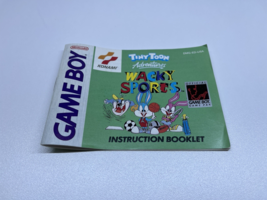 GAME BOY
KONAMI
TINY TOON
Adventures
WACKY
SPORTS
INSTRUCTION BOOKLET